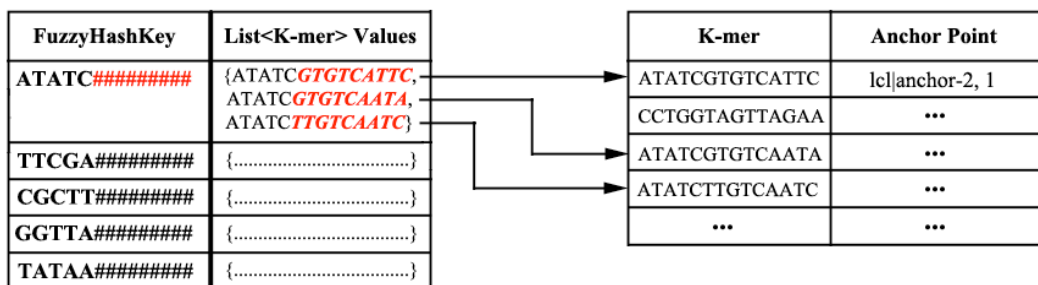 FuzzyHashKey
List<K-mer> Values
ATATC#########
{ATATCGTGTCATTC,
ATATCGTGTCAATA,
ATATCTTGTCAATC}
TTCGA#########
{...................................}
CGCTT#########
{...................................}
GGTTA#########
{...................................}
TATAA#########
{...................................}
K-mer
Anchor Point
ATATCGTGTCATTC
lcl|anchor-2, 1
CCTGGTAGTTAGAA
•••
ATATCGTGTCAATA
•••
ATATCTTGTCAATC
•••
•••
•••